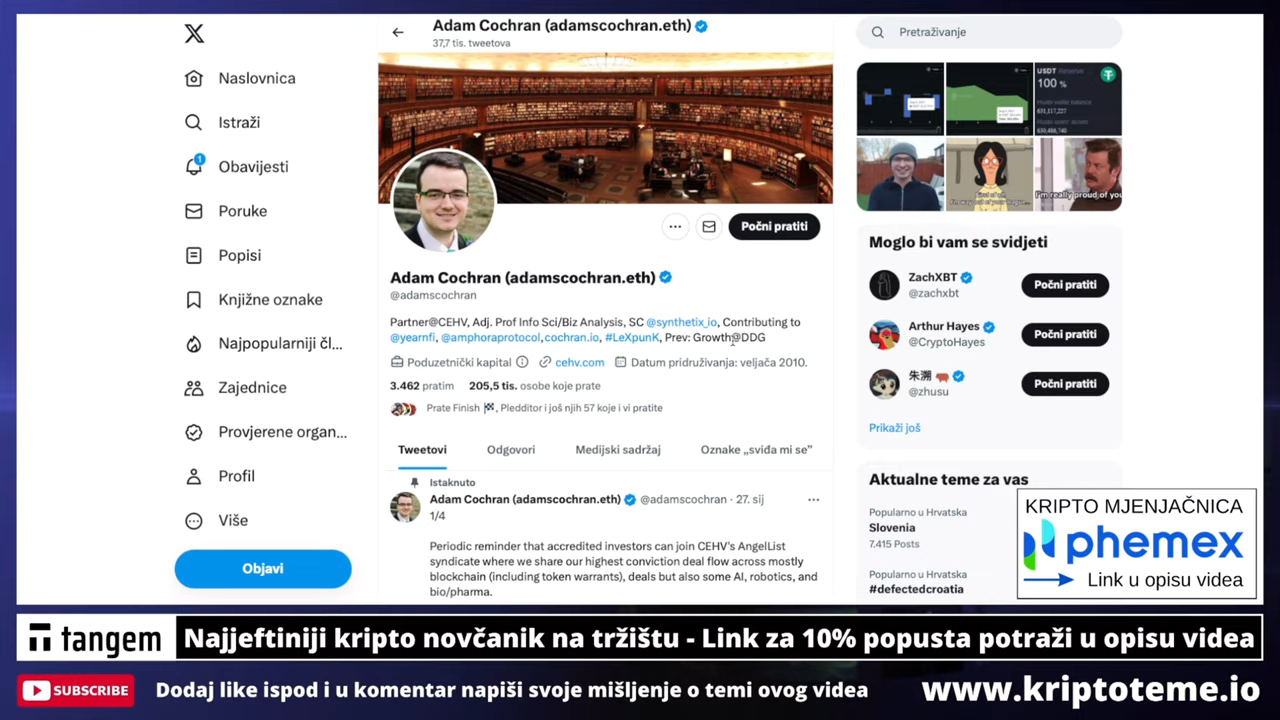 Naslovnica
Istraži
1
Obavijesti
Poruke
Popisi
Knjižne oznake
Najpopularniji čl...
Zajednice
Provjerene organ...
Profil
Više
Objavi
Adam Cochran (adamscochran.eth)
37,7 tis. tweetova
Počni pratiti
Adam Cochran (adamscochran.eth)
@adamscochran
Partner@CEHV, Adj. Prof Info Sci/Biz Analysis, SC @synthetix_io, Contributing to
@yearnfi, @amphoraprotocol,cochran.io, #LeXpunK, Prev: Growth@DDG
Poduzetnički kapital cehv.com Datum pridruživanja: veljača 2010.
3.462 pratim 205,5 tis. osobe koje prate
Prate Finish, Pledditor i još njih 57 koje i vi pratite
Tweetovi Odgovori Medijski sadržaj Oznake „sviđa mi se”
Istaknuto
Adam Cochran (adamscochran.eth) @adamscochran · 27. sij
1/4
Periodic reminder that accredited investors can join CEHV's AngelList
syndicate where we share our highest conviction deal flow across mostly
blockchain (including token warrants), deals but also some AI, robotics, and
bio/pharma.
Pretraživanje
USDT
100 %
I'm really proud of you
Moglo bi vam se svidjeti
ZachXBT
@zachxbt
Počni pratiti
Arthur Hayes
@CryptoHayes
Počni pratiti
朱溯
@zhusu
Počni pratiti
Prikaži još
Aktualne teme za vas
Popularno u Hrvatska
Slovenia
7.415 Posts
Popularno u Hrvatska
#defectedcroatia
KRIPTO MJENJAČNICA
phemex
Link u opisu videa
tangem
Najjeftiniji kripto novčanik na tržištu - Link za 10% popusta potraži u opisu videa
SUBSCRIBE
Dodaj like ispod i u komentar napiši svoje mišljenje o temi ovog videa
www.kriptoteme.io